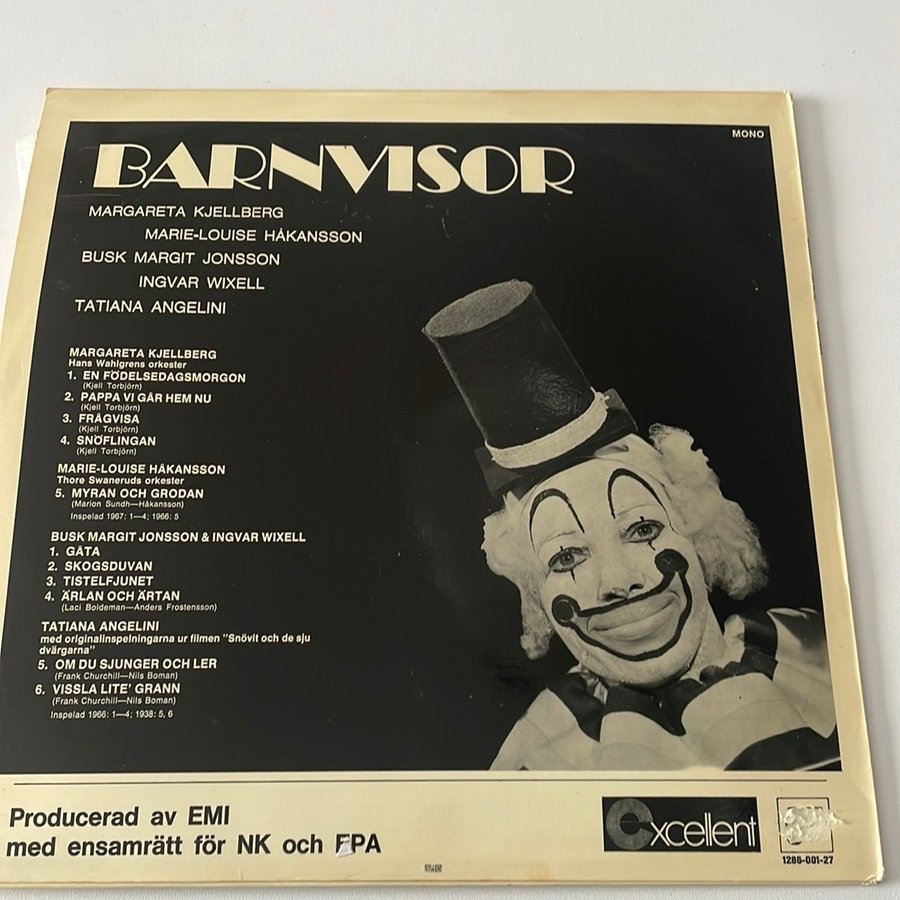 MONO
BARNVISOR
MARGARETA KJELLBERG
MARIE-LOUISE HÅKANSSON
BUSK MARGIT JONSSON
INGVAR WIXELL
TATIANA ANGELINI
MARGARETA KJELLBERG
Hans Wahlgrens orkester
1. EN FÖDELSEDAGSMORGON
(Kjell Torbjörn)
2. PAPPA VI GÅR HEM NU
(Kjell Torbjörn)
3. FRÅGVISA
(Kjell Torbjörn)
4. SNÖFLINGAN
(Kjell Torbjörn)
MARIE-LOUISE HÅKANSSON
Thore Swaneruds orkester
5. MYRAN OCH GRODAN
(Marion Sundh—Håkansson)
Inspelad 1967: 1—4; 1966: 5
BUSK MARGIT JONSSON & INGVAR WIXELL
1. GÅTA
2. SKOGSDUVAN
3. TISTELFJUNET
4. ÄRLAN OCH ÄRTAN
(Laci Boldeman—Anders Frostenson)
TATIANA ANGELINI
med originalinspelningarna ur filmen "Snövit och de sju
dvärgarna"
5. OM DU SJUNGER OCH LER
(Frank Churchill—Nils Boman)
6. VISSLA LITE' GRANN
(Frank Churchill—Nils Boman)
Inspelad 1966: 1—4; 1938: 5, 6
Producerad av EMI
med ensamrätt för NK och EPA
Excellent
1286-001-27